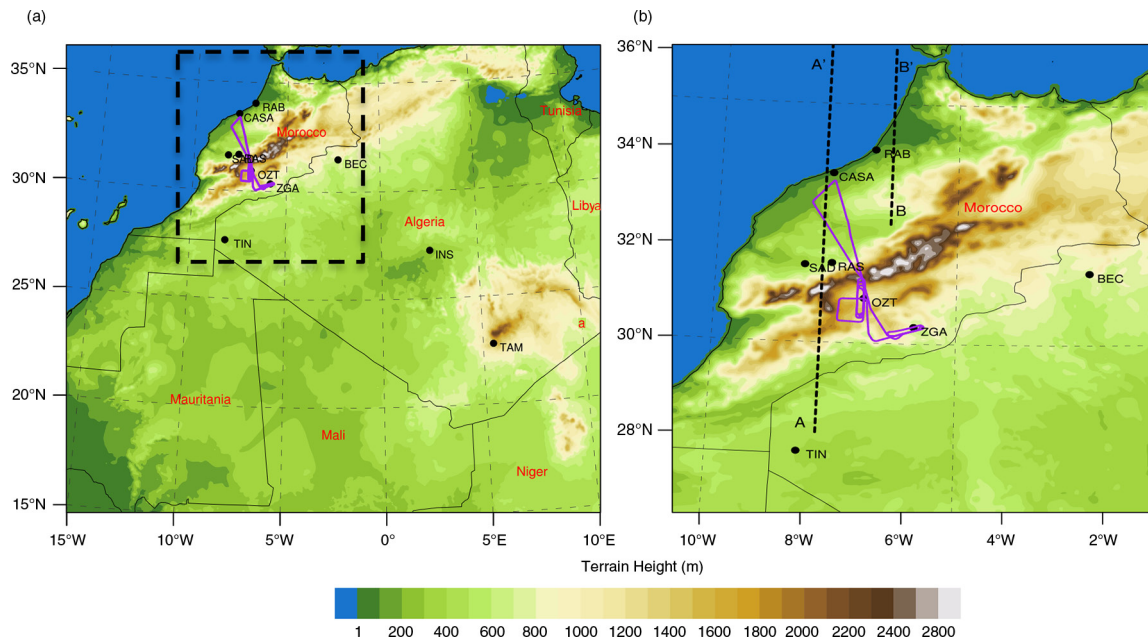 (a)
35°N
30°N
25°N
20°N
15°N
RAB
CASA
Morocco
RAS
OZT
ZGA
BEC
TIN
INS
TAM
Tunisia
Libya
Algeria
a
Mauritania
Mali
Niger
15°W
10°W
5°W
0°W
5°E
10°E
(b)
36°N
34°N
32°N
30°N
28°N
A'
B'
RAB
CASA
B
Morocco
SAD
RAS
BEC
OZT
ZGA
A
TIN
10°W
8°W
6°W
4°W
2°W
Terrain Height (m)
1 200 400 600 800 1000 1200 1400 1600 1800 2000 2200 2400 2600 2800